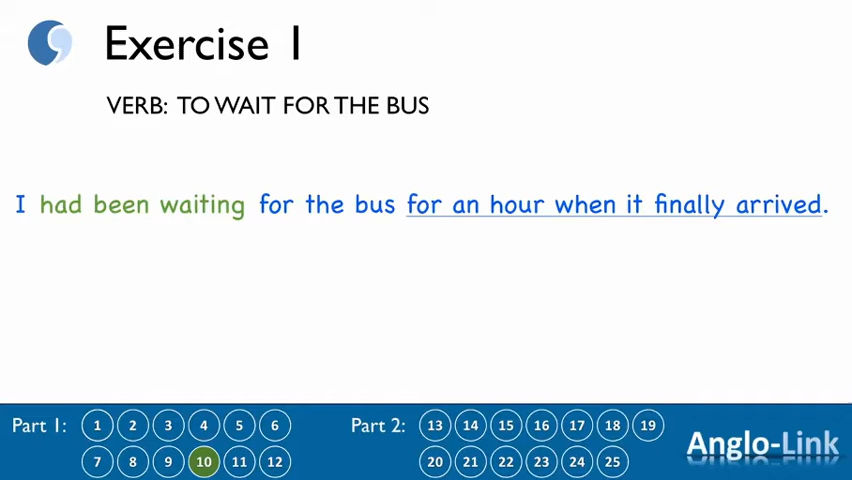 Exercise 1
VERB: TO WAIT FOR THE BUS
I had been waiting for the bus for an hour when it finally arrived.
Part 1: 1 2 3 4 5 6
7 8 9 10 11 12
Part 2: 13 14 15 16 17 18 19
20 21 22 23 24 25
Anglo-Link